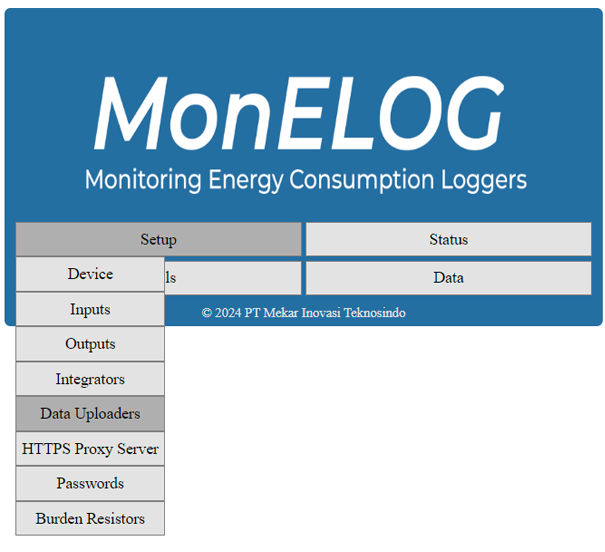 MonELOG
Monitoring Energy Consumption Loggers
Setup
Status
Device
ls
Data
Inputs
© 2024 PT Mekar Inovasi Teknosindo
Outputs
Integrators
Data Uploaders
HTTPS Proxy Server
Passwords
Burden Resistors